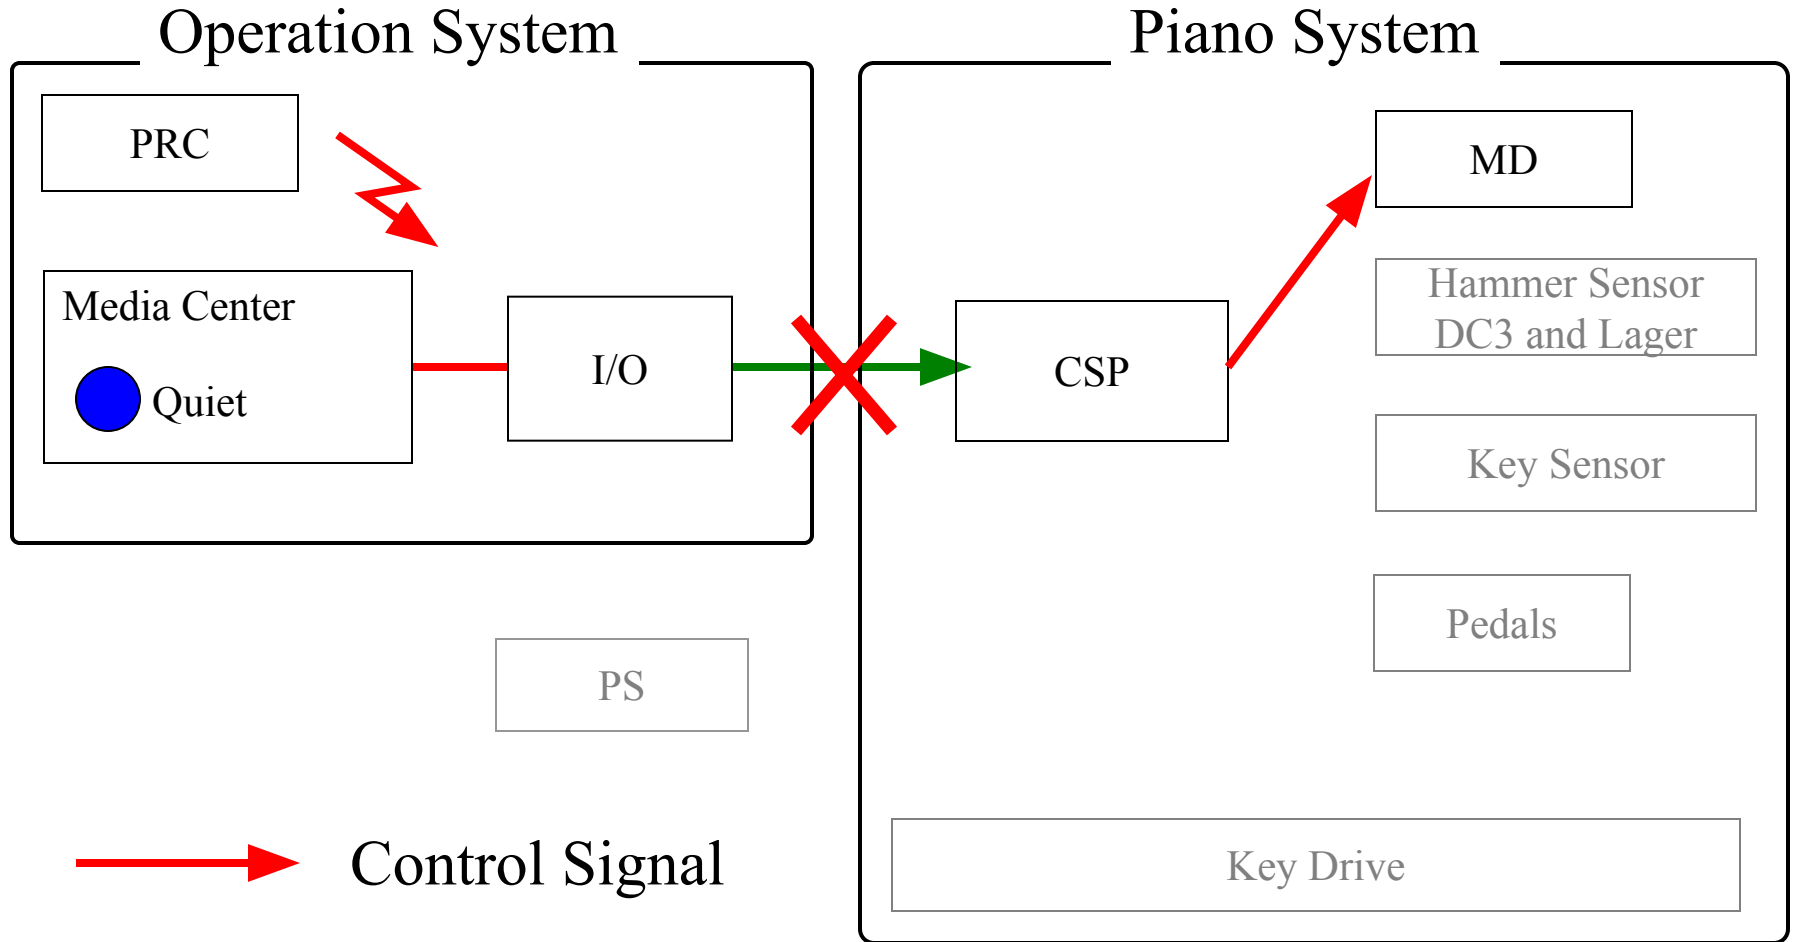 Operation System
Piano System
PRC
MD
Media Center
Quiet
I/O
CSP
Hammer Sensor
DC3 and Lager
Key Sensor
Pedals
PS
Control Signal
Key Drive